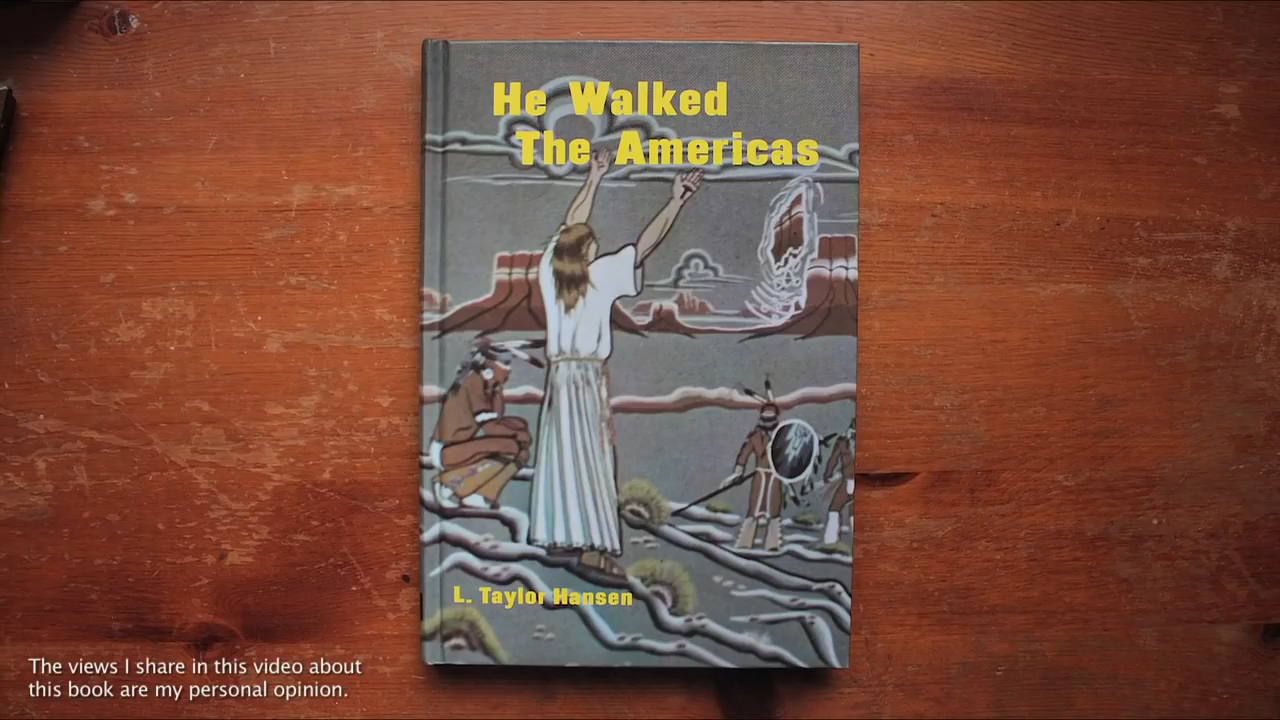 He Walked
The Americas
L. Taylor Hansen
The views I share in this video about
this book are my personal opinion.